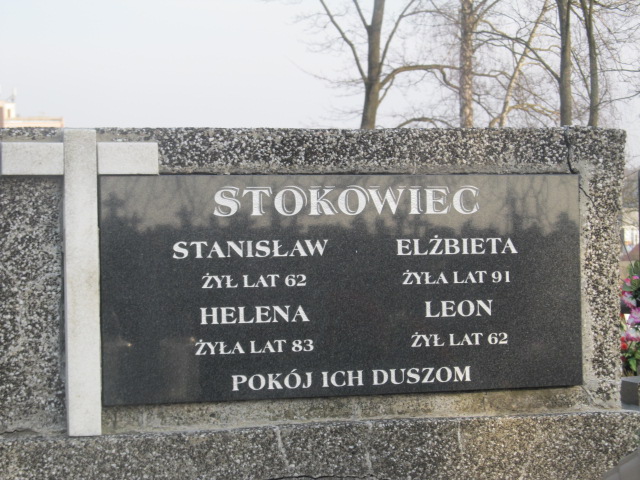 STOKOWIEC
STANISŁAW
ŻYŁ LAT 62
HELENA
ŻYŁA LAT 83
ELŻBIETA
ŻYŁA LAT 91
LEON
ŻYŁ LAT 62
POKÓJ ICH DUSZOM